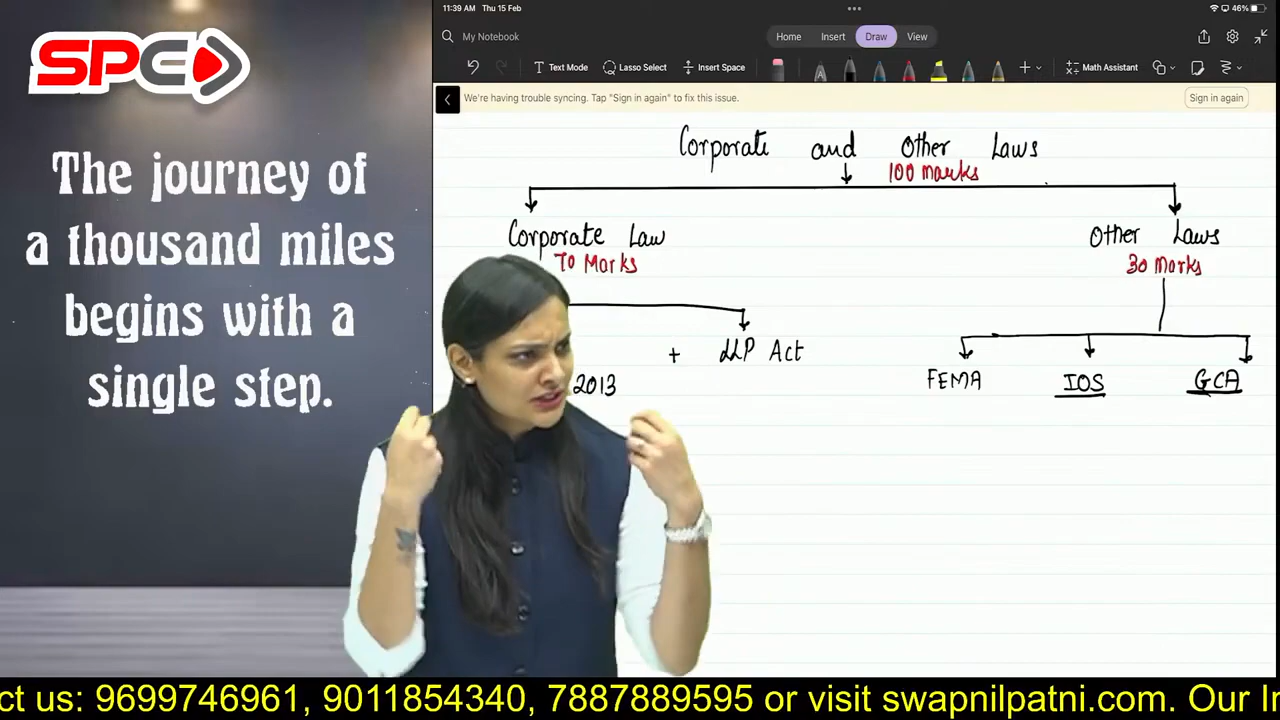 SPC
The journey of
a thousand miles
begins with a
single step.
11:39 AM Thu 15 Feb
46%
My Notebook
Home Insert Draw View
Text Mode Lasso Select Insert Space Math Assistant
We're having trouble syncing. Tap "Sign in again" to fix this issue. Sign in again
Corporate and Other Laws
100 marks
Corporate Law Other Laws
70 Marks 30 Marks
+ LLP Act
2013 FEMA IOS GCA
ct us: 9699746961, 9011854340, 7887889595 or visit swapnilpatni.com. Our In